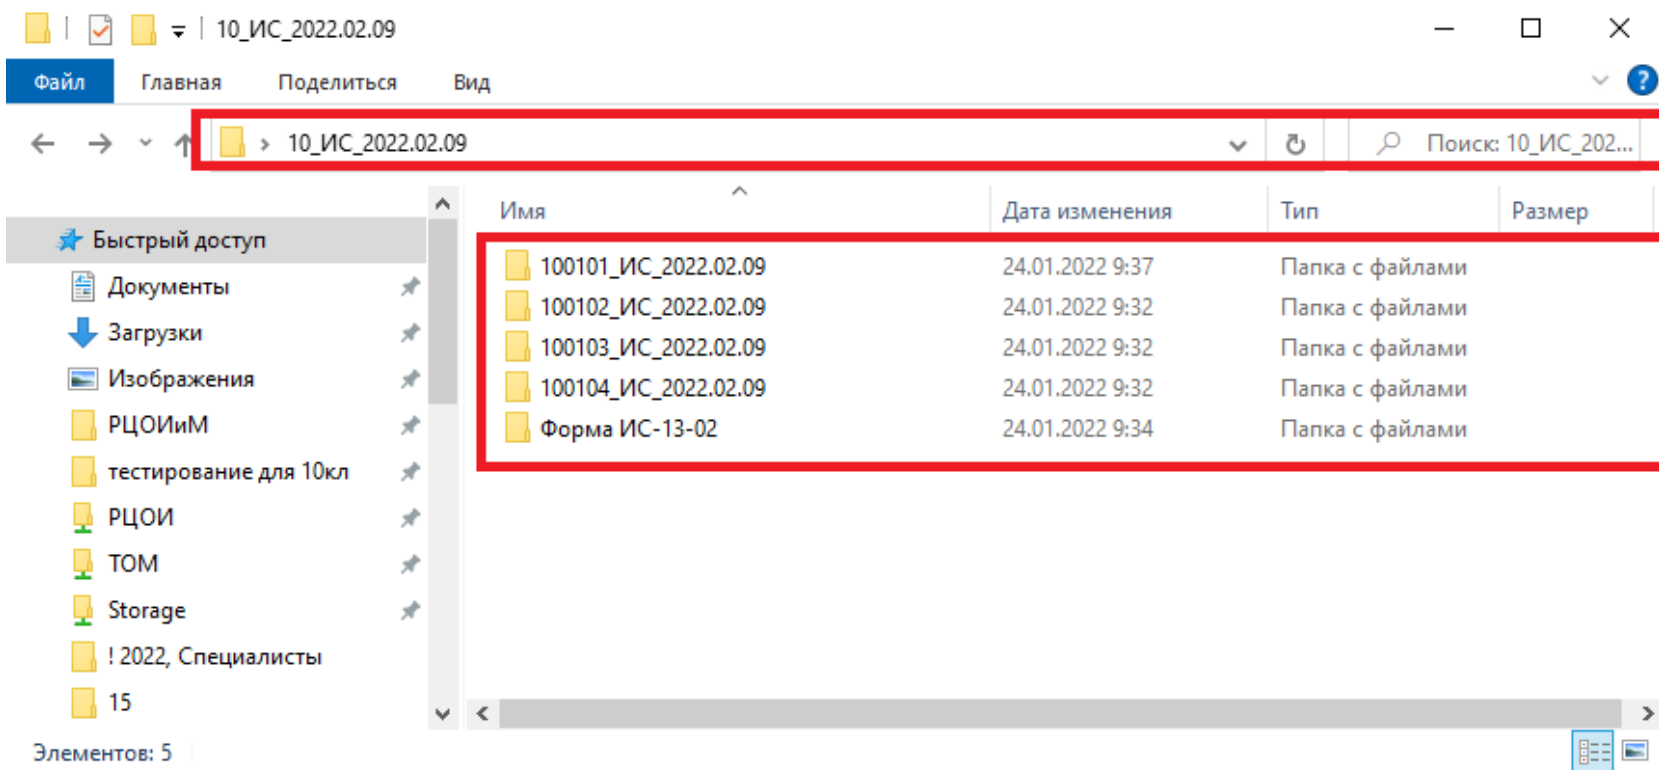 10_ИС_2022.02.09
Файл Главная Поделиться Вид
10_ИС_2022.02.09 Поиск: 10_ИС_202...
Имя Дата изменения Тип Размер
Быстрый доступ
Документы
Загрузки
Изображения
РЦОИиМ
тестирование для 10кл
РЦОИ
ТОМ
Storage
! 2022, Специалисты
15
100101_ИС_2022.02.09 24.01.2022 9:37 Папка с файлами
100102_ИС_2022.02.09 24.01.2022 9:32 Папка с файлами
100103_ИС_2022.02.09 24.01.2022 9:32 Папка с файлами
100104_ИС_2022.02.09 24.01.2022 9:32 Папка с файлами
Форма ИС-13-02 24.01.2022 9:34 Папка с файлами
Элементов: 5